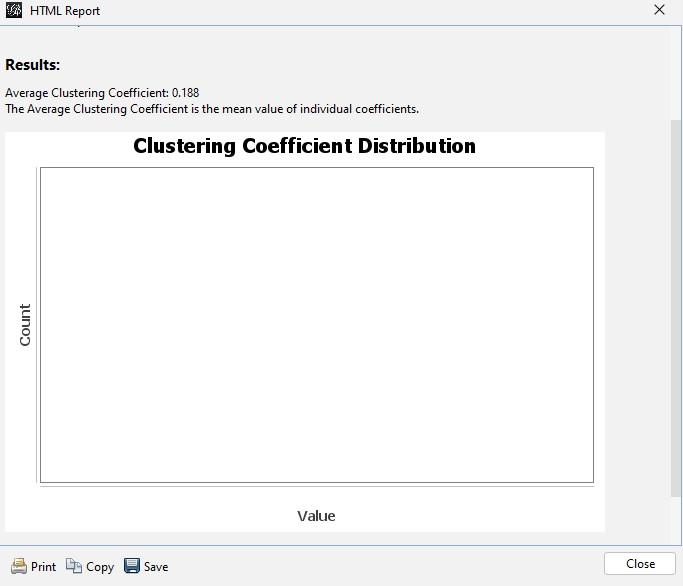 HTML Report
Results:
Average Clustering Coefficient: 0.188
The Average Clustering Coefficient is the mean value of individual coefficients.
Clustering Coefficient Distribution
Count
Value
Print Copy Save Close